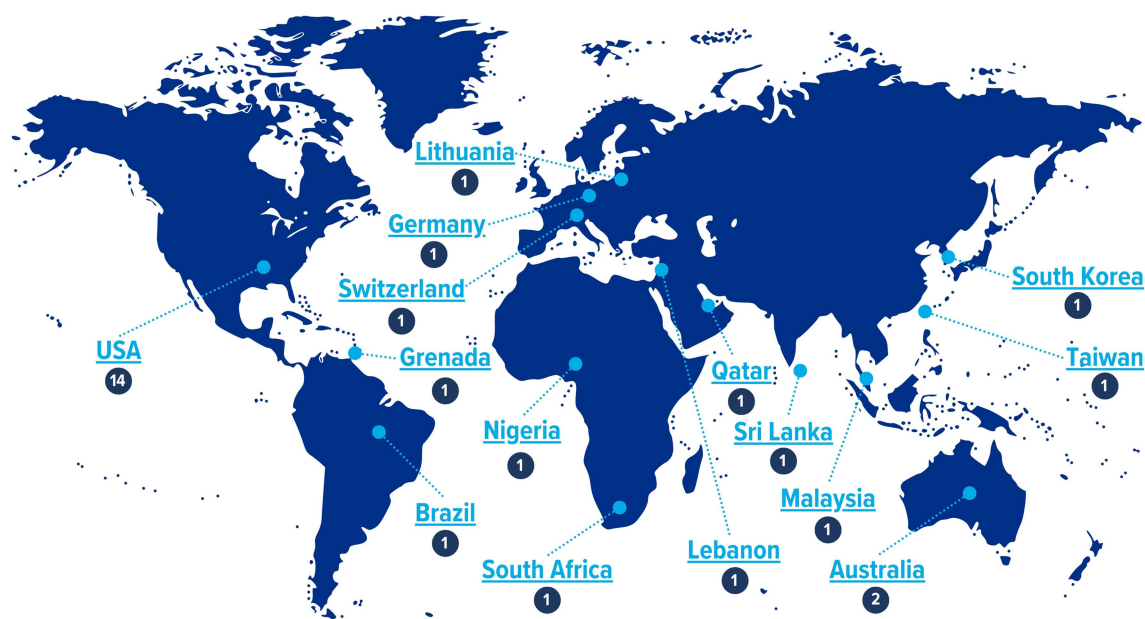 Lithuania
1
Germany
1
Switzerland
1
USA
14
Grenada
1
Nigeria
1
Brazil
1
South Africa
1
Qatar
1
Sri Lanka
1
Lebanon
1
Malaysia
1
Australia
2
South Korea
1
Taiwan
1